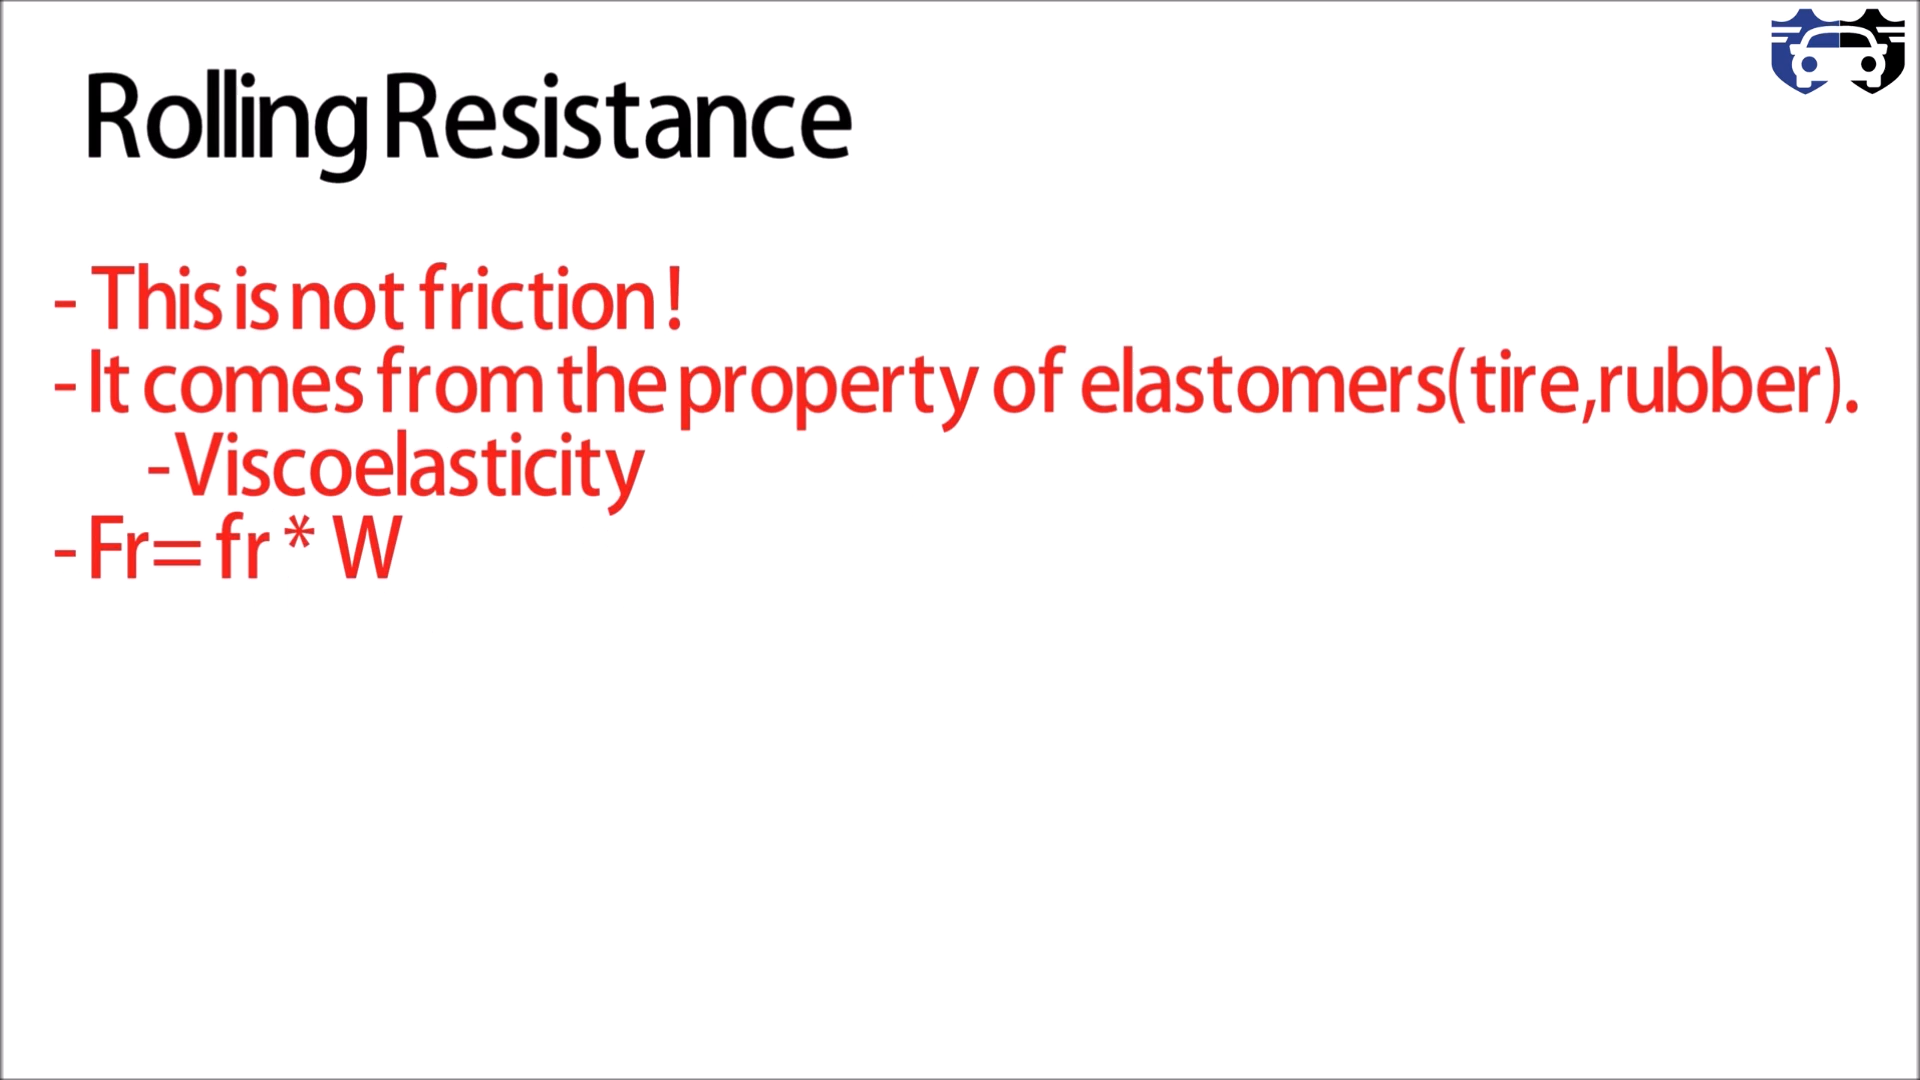 Rolling Resistance
- This is not friction!
- It comes from the property of elastomers(tire,rubber).
-Viscoelasticity
- Fr= fr * W